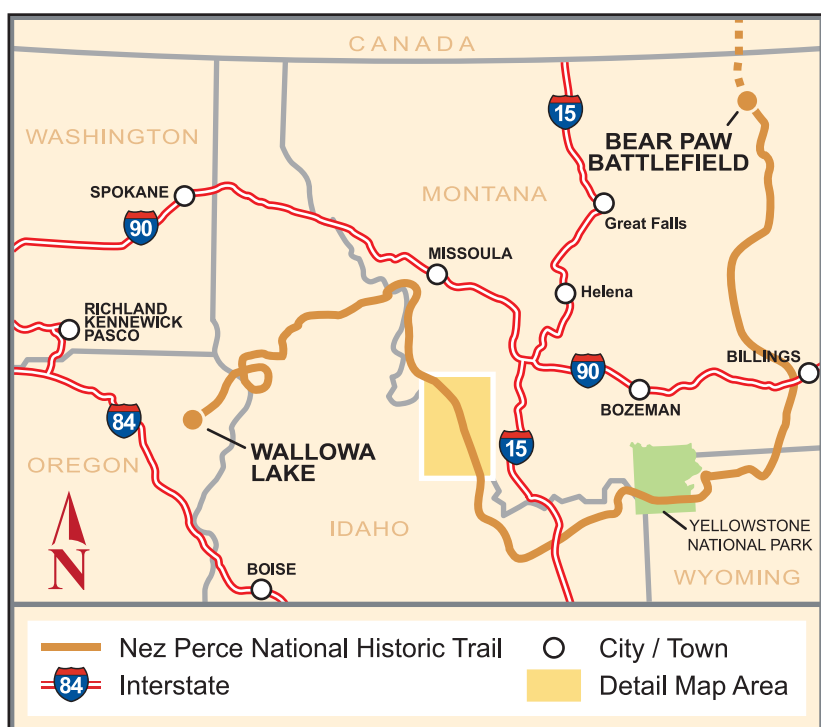 CANADA
WASHINGTON
15
BEAR PAW
BATTLEFIELD
SPOKANE
MONTANA
90
Great Falls
MISSOULA
Helena
RICHLAND
KENNEWICK
PASCO
BILLINGS
90
BOZEMAN
84
WALLOWA
LAKE
15
OREGON
IDAHO
YELLOWSTONE
NATIONAL PARK
N
BOISE
WYOMING
Nez Perce National Historic Trail
City / Town
84
Interstate
Detail Map Area